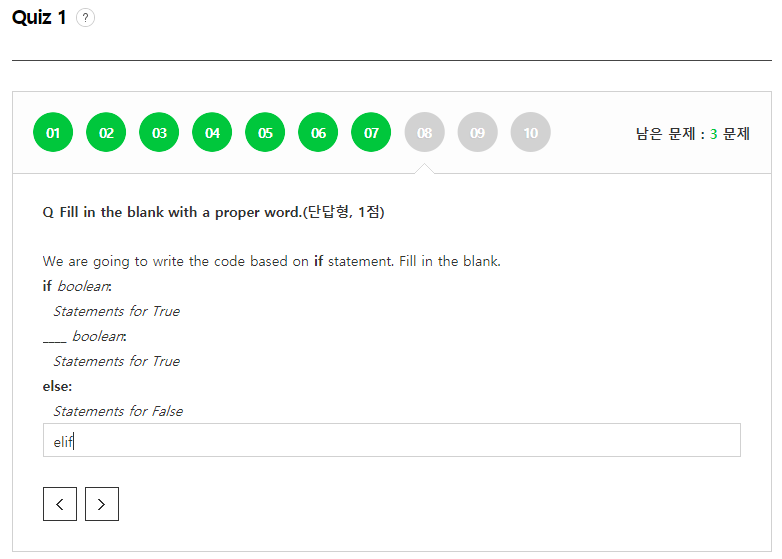 Quiz 1 ?
01 02 03 04 05 06 07 08 09 10 남은 문제 : 3 문제
Q Fill in the blank with a proper word.(단답형, 1점)
We are going to write the code based on if statement. Fill in the blank.
if boolean:
Statements for True
____ boolean:
Statements for True
else:
Statements for False
elif